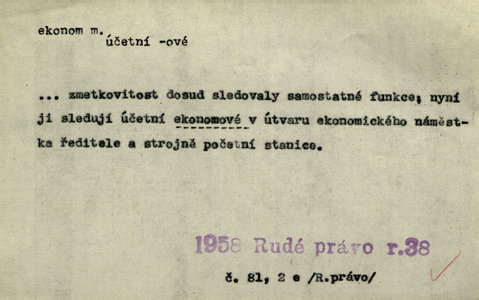 ekonom m.
účetní -ové
... zmetkovitost dosud sledovaly samostatné funkce, nyní
ji sledují účetní ekonomové v útvaru ekonomického náměst-
ka ředitele a strojně početní stanice.
1958 Rudé právo r.38
č. 81, 2 e /R.právo/